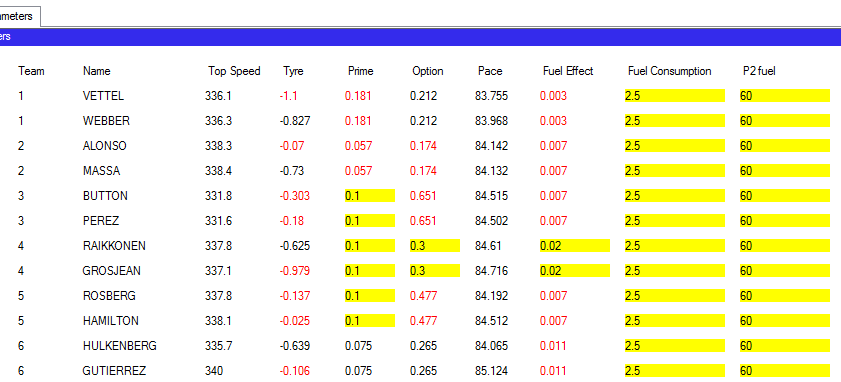 ameters
ers
Team Name Top Speed Tyre Prime Option Pace Fuel Effect Fuel Consumption P2 fuel
1 VETTEL 336.1 -1.1 0.181 0.212 83.755 0.003 2.5 60
1 WEBBER 336.3 -0.827 0.181 0.212 83.968 0.003 2.5 60
2 ALONSO 338.3 -0.07 0.057 0.174 84.142 0.007 2.5 60
2 MASSA 338.4 -0.73 0.057 0.174 84.132 0.007 2.5 60
3 BUTTON 331.8 -0.303 0.1 0.651 84.515 0.007 2.5 60
3 PEREZ 331.6 -0.18 0.1 0.651 84.502 0.007 2.5 60
4 RAIKKONEN 337.8 -0.625 0.1 0.3 84.61 0.02 2.5 60
4 GROSJEAN 337.1 -0.979 0.1 0.3 84.716 0.02 2.5 60
5 ROSBERG 337.8 -0.137 0.1 0.477 84.192 0.007 2.5 60
5 HAMILTON 338.1 -0.025 0.1 0.477 84.512 0.007 2.5 60
6 HULKENBERG 335.7 -0.639 0.075 0.265 84.065 0.011 2.5 60
6 GUTIERREZ 340 -0.106 0.075 0.265 85.124 0.011 2.5 60